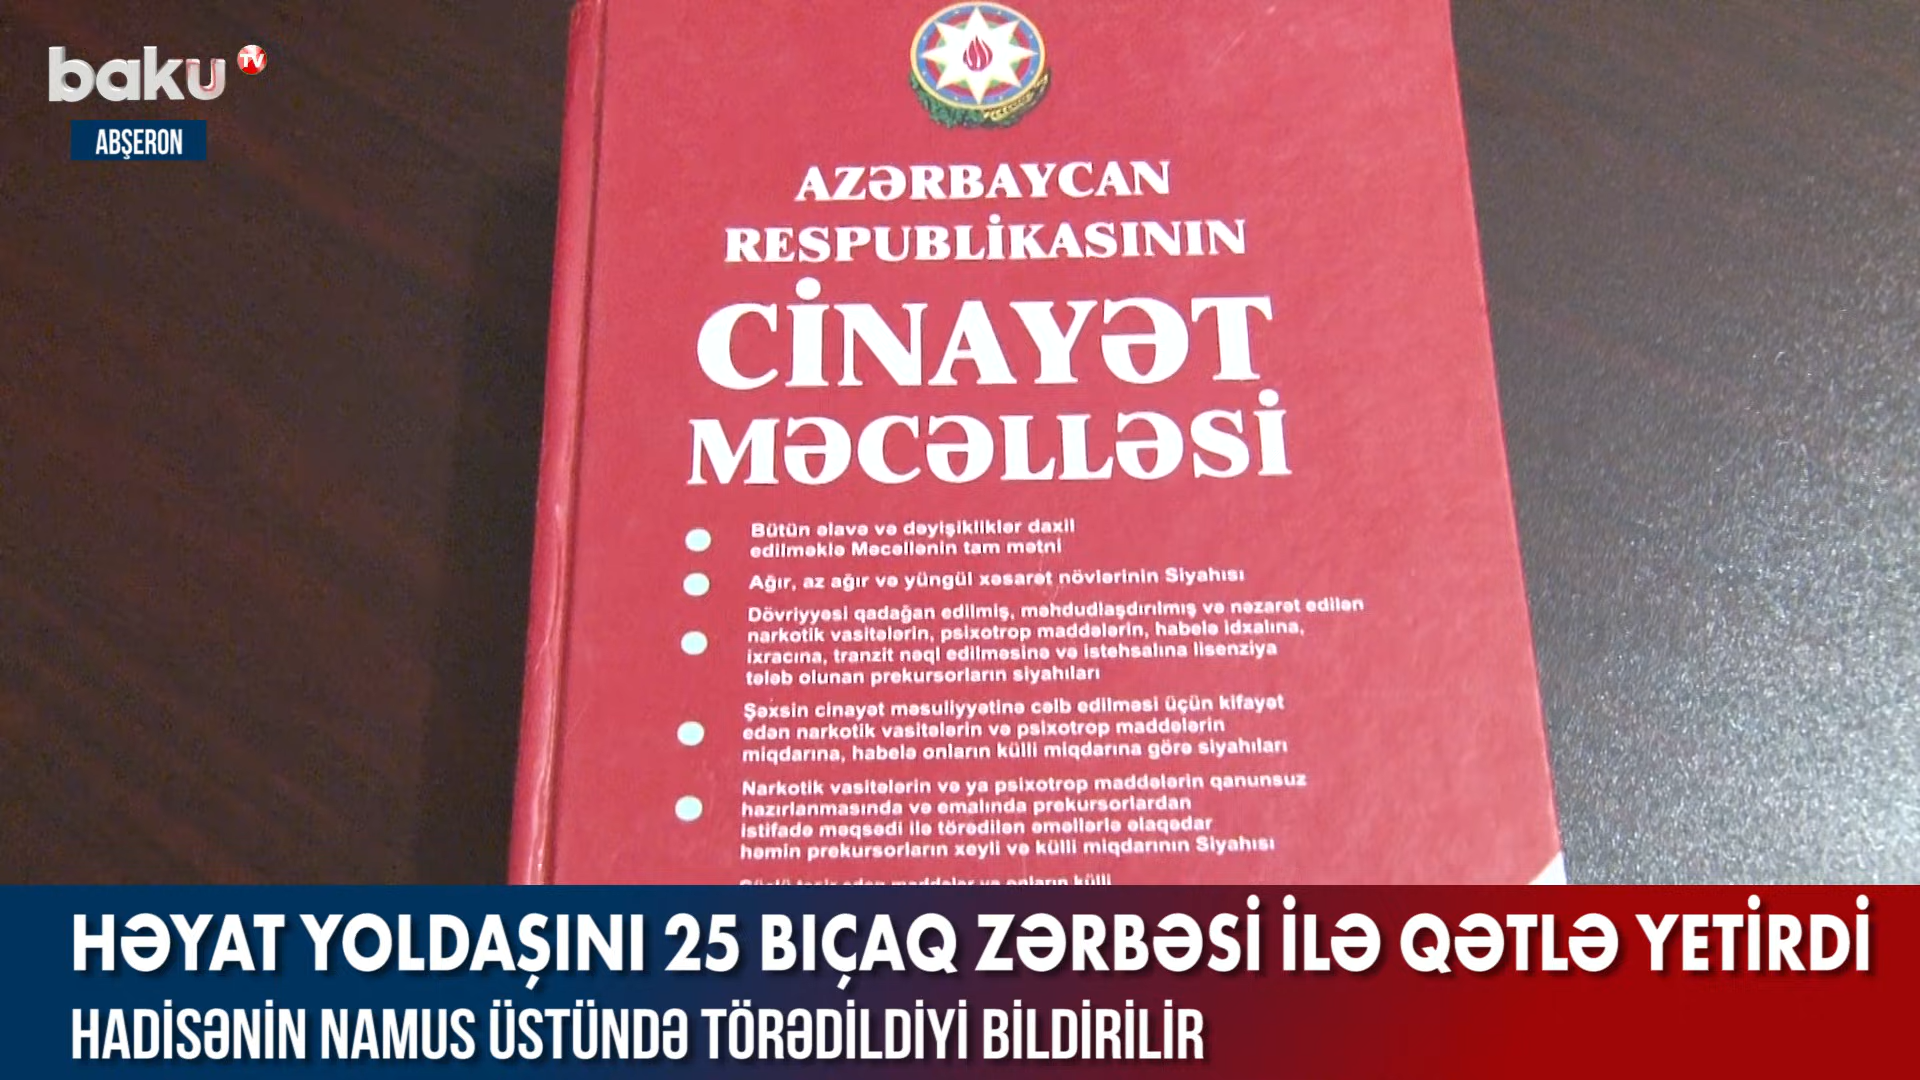 baku TV
ABŞERON
AZƏRBAYCAN
RESPUBLİKASININ
CİNAYƏT
MƏCƏLLƏSİ
Bütün əlavə və dəyişikliklər daxil
edilməklə Məcəllənin tam mətni
Ağır, az ağır və yüngül xəsarət növlərinin Siyahısı
Dövriyyəsi qadağan edilmiş, məhdudlaşdırılmış və nəzarət edilən
narkotik vasitələrin, psixotrop maddələrin, habelə idxalına,
ixracına, tranzit nəql edilməsinə və istehsalına lisenziya
tələb olunan prekursorların siyahıları
Şəxsin cinayət məsuliyyətinə cəlb edilməsi üçün kifayət
edən narkotik vasitələrin və psixotrop maddələrin
miqdarına, habelə onların külli miqdarına görə siyahıları
Narkotik vasitələrin və ya psixotrop maddələrin qanunsuz
hazırlanmasında və emalında prekursorlardan
istifadə məqsədi ilə törədilən əməllərlə əlaqədar
həmin prekursorların xeyli və külli miqdarının Siyahısı
HƏYAT YOLDAŞINI 25 BIÇAQ ZƏRBƏSİ İLƏ QƏTLƏ YETİRDİ
HADİSƏNİN NAMUS ÜSTÜNDƏ TÖRƏDİLDİYİ BİLDİRİLİR